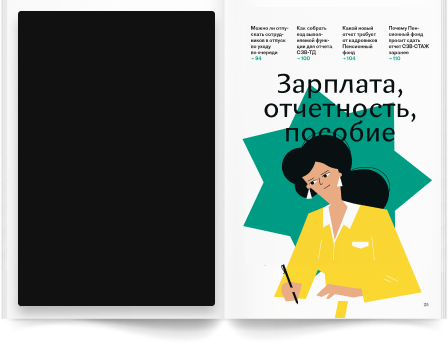 Можно ли отпу-
скать сотруд-
ников в отпуск
по уходу
по очереди
~ 94
Как собрать
код выпол-
няемой функ-
ции для отчета
СЗВ-ТД
~ 100
Какой новый
отчет требует
от кадровиков
Пенсионный
фонд
~ 104
Почему Пен-
сионный фонд
просит сдать
отчет СЗВ-СТАЖ
заранее
~ 110
Зарплата,
отчетность,
пособие
25